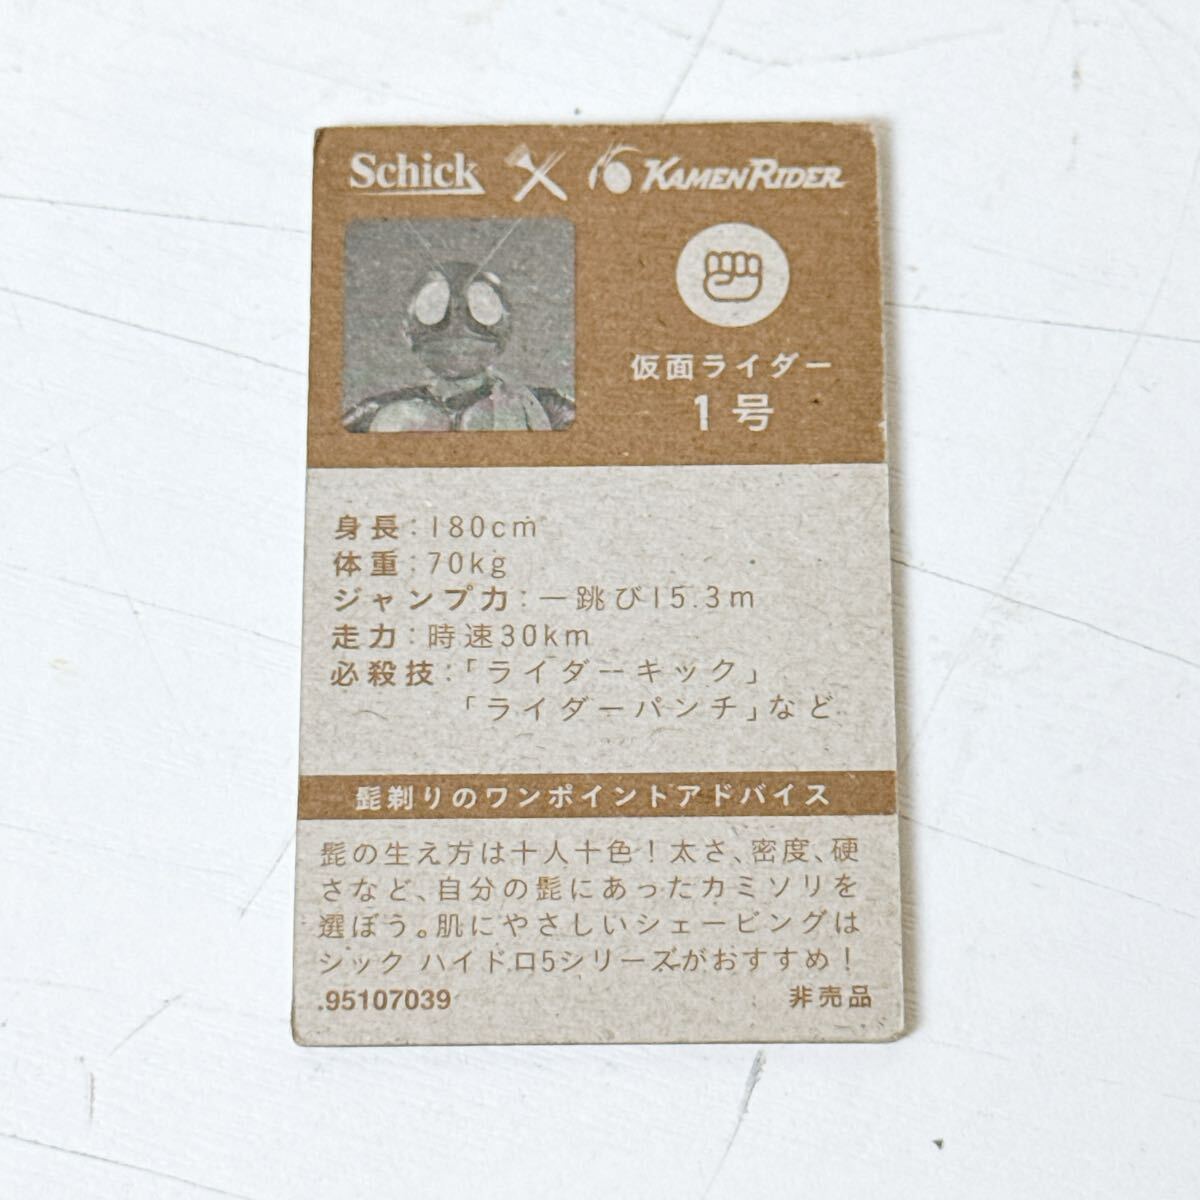 Schick KAMEN RIDER
仮面ライダー
1号
身長:180cm
体重:70kg
ジャンプ力:一跳び15.3m
走力:時速30km
必殺技:「ライダーキック」
「ライダーパンチ」など
髭剃りのワンポイントアドバイス
髭の生え方は十人十色！太さ、密度、硬
さなど、自分の髭にあったカミソリを
選ぼう。肌にやさしいシェービングは
シック ハイドロ5シリーズがおすすめ！
.95107039 非売品